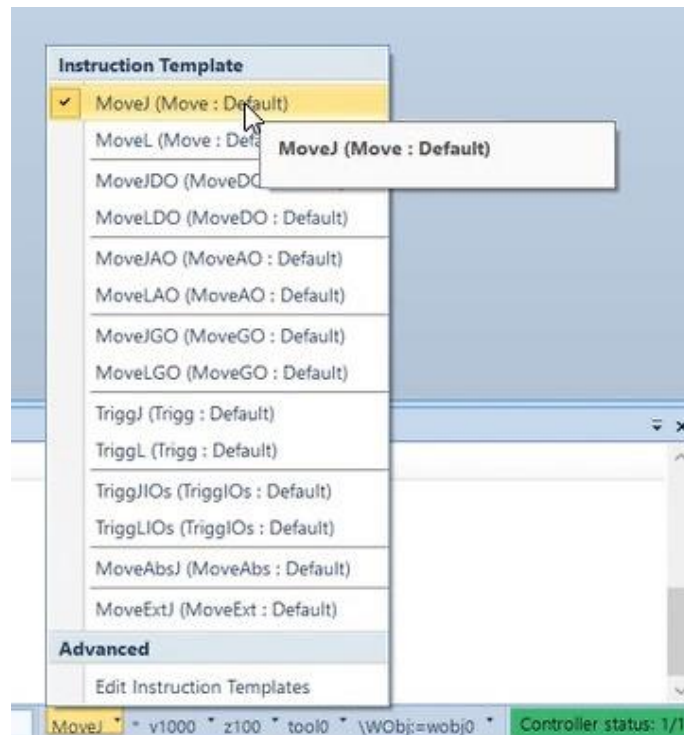 Instruction Template
MoveJ (Move : Default)
MoveL (Move : Defa
MoveJ (Move : Default)
MoveJDO (MoveDO
MoveLDO (MoveDO : Default)
MoveJAO (MoveAO : Default)
MoveLAO (MoveAO : Default)
MoveJGO (MoveGO : Default)
MoveLGO (MoveGO : Default)
TriggJ (Trigg : Default)
TriggL (Trigg : Default)
TriggJIOs (TriggIOs : Default)
TriggLIOs (TriggIOs : Default)
MoveAbsJ (MoveAbs : Default)
MoveExtJ (MoveExt : Default)
Advanced
Edit Instruction Templates
MoveJ * v1000 z100 tool0 \WObj:=wobj0 Controller status: 1/1